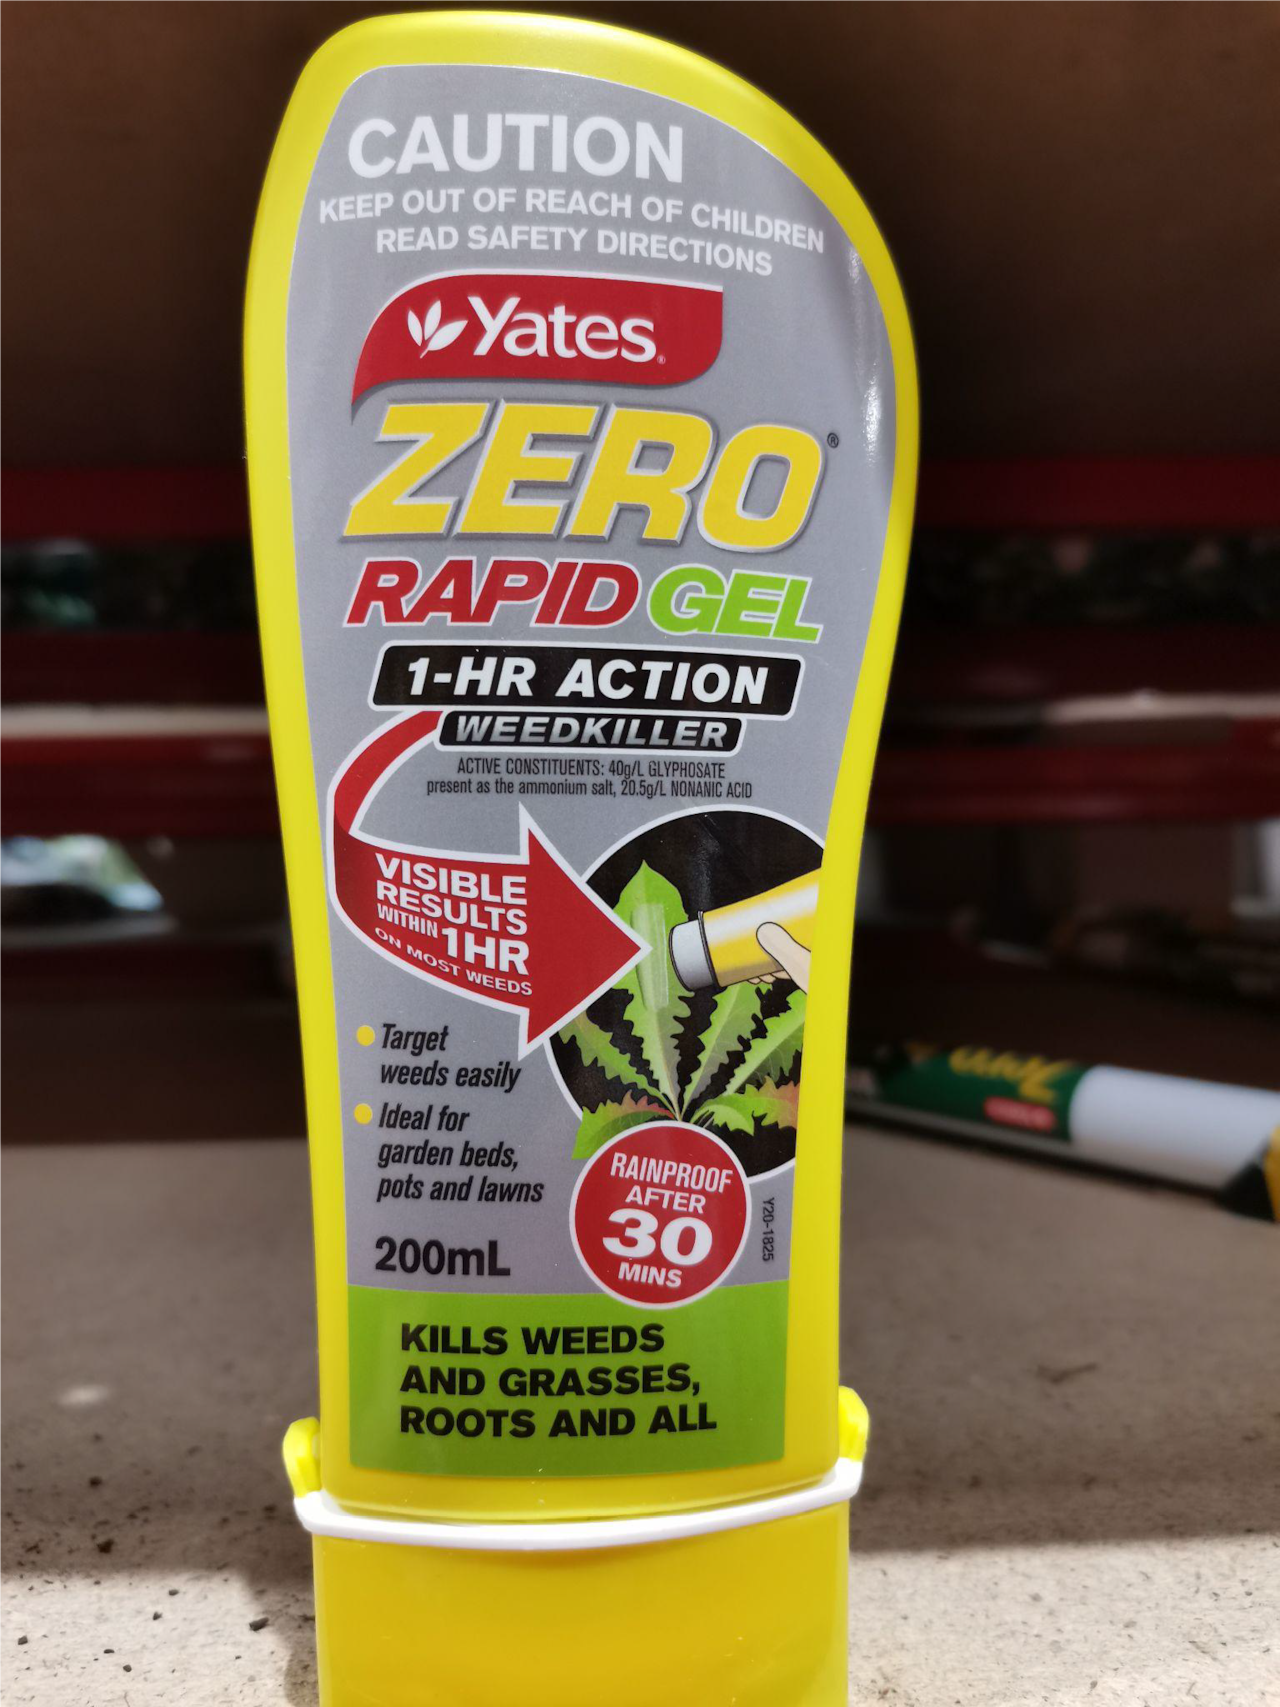 CAUTION
KEEP OUT OF REACH OF CHILDREN
READ SAFETY DIRECTIONS
Yates®
ZERO®
RAPID GEL
1-HR ACTION
WEEDKILLER
ACTIVE CONSTITUENTS: 40g/L GLYPHOSATE
present as the ammonium salt, 20.5g/L NONANIC ACID
VISIBLE
RESULTS
WITHIN 1HR
ON MOST WEEDS
• Target
weeds easily
• Ideal for
garden beds,
pots and lawns
200mL
RAINPROOF
AFTER
30
MINS
Y20-1825
KILLS WEEDS
AND GRASSES,
ROOTS AND ALL
Zero